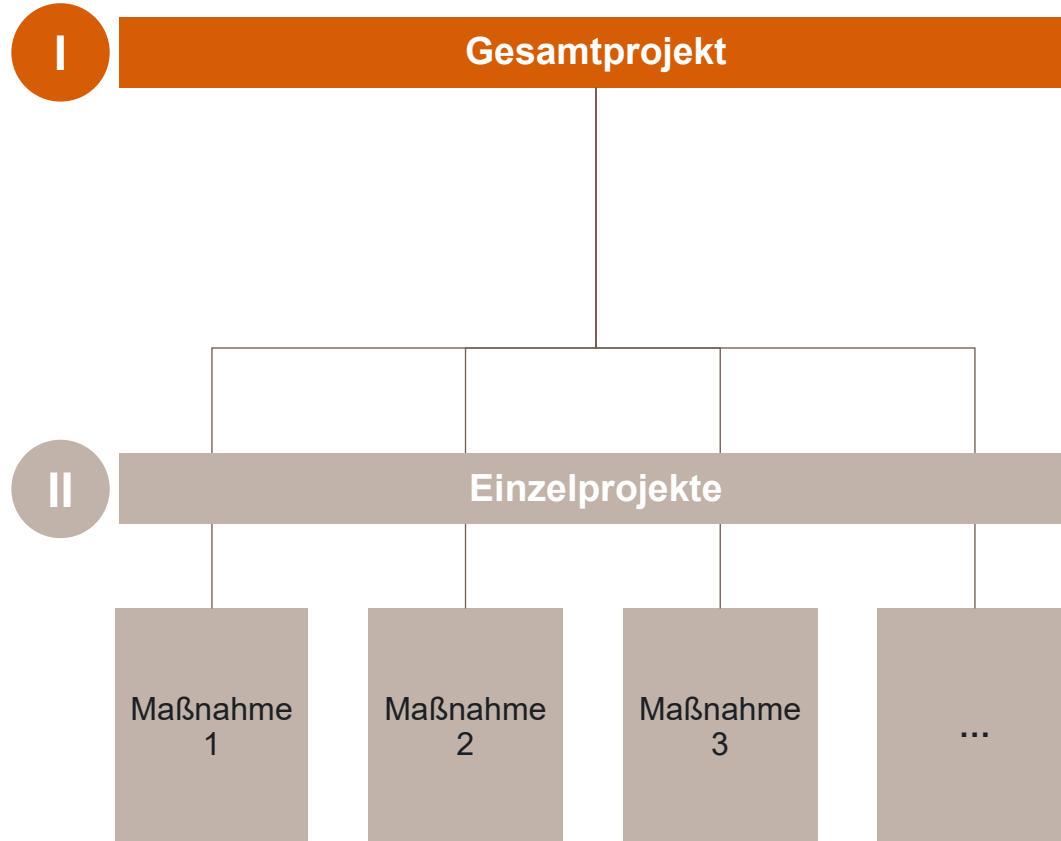 I
Gesamtprojekt
II
Einzelprojekte
Maßnahme
1
Maßnahme
2
Maßnahme
3
...